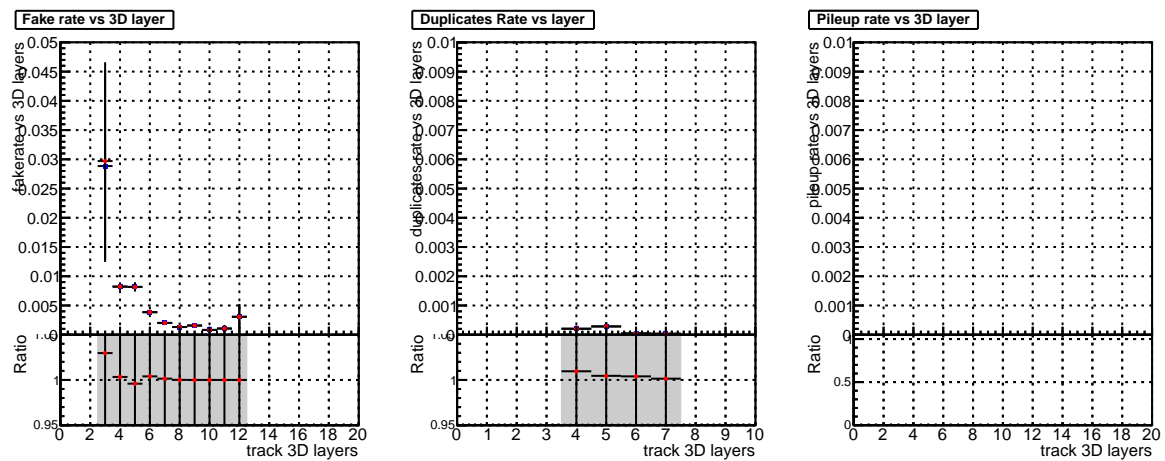 Fake rate vs 3D layer
fakerate vs 3D layers
0.05
0.045
0.04
0.035
0.03
0.025
0.02
0.015
0.01
0.005
0
Ratio
1
0.95
0 2 4 6 8 10 12 14 16 18 20
track 3D layers
Duplicates Rate vs layer
duplicates rate vs 3D layers
0.01
0.009
0.008
0.007
0.006
0.005
0.004
0.003
0.002
0.001
0
Ratio
1
0.95
0 1 2 3 4 5 6 7 8 9 10
track 3D layers
Pileup rate vs 3D layer
pileup rate vs 3D layers
0.01
0.009
0.008
0.007
0.006
0.005
0.004
0.003
0.002
0.001
0
Ratio
1
0.5
0
0 2 4 6 8 10 12 14 16 18 20
track 3D layers